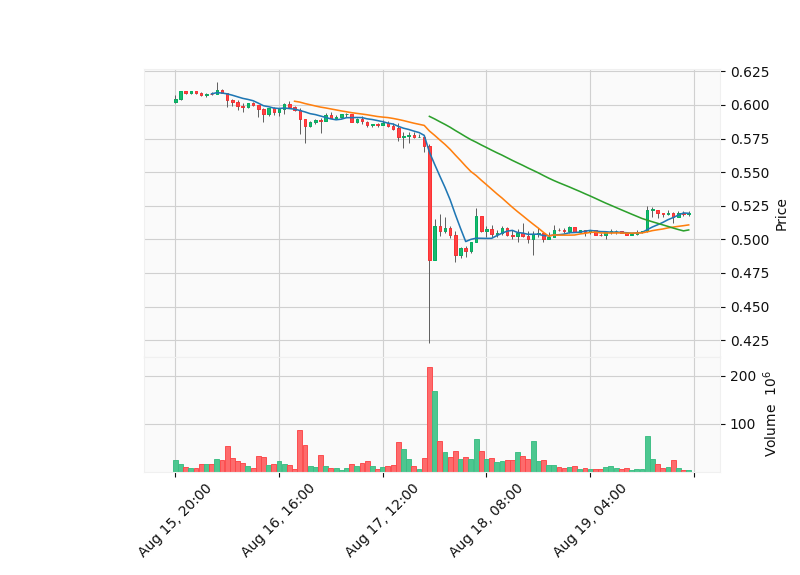 0.625
0.600
0.575
0.550
0.525
0.500
0.475
0.450
0.425
Price
200
100
Volume 10^6
Aug 15, 20:00
Aug 16, 16:00
Aug 17, 12:00
Aug 18, 08:00
Aug 19, 04:00